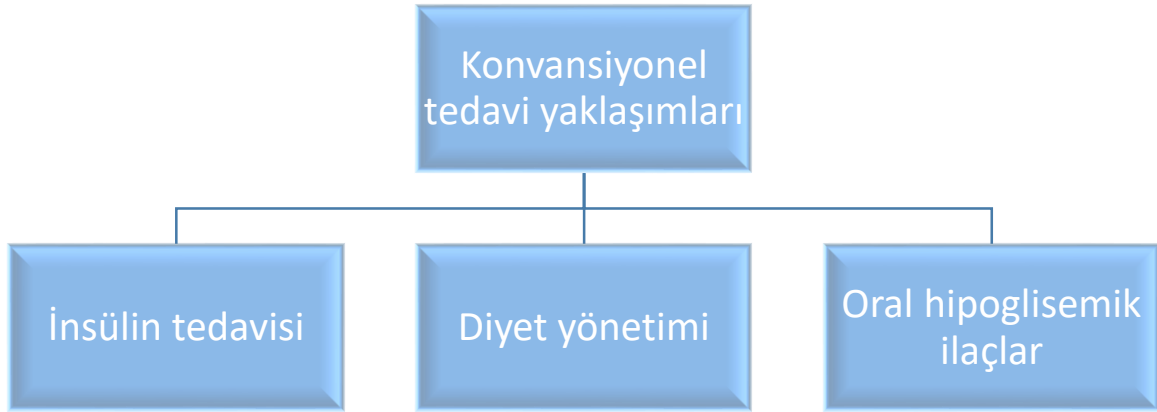 Konvansiyonel
tedavi yaklaşımları
İnsülin tedavisi
Diyet yönetimi
Oral hipoglisemik
ilaçlar